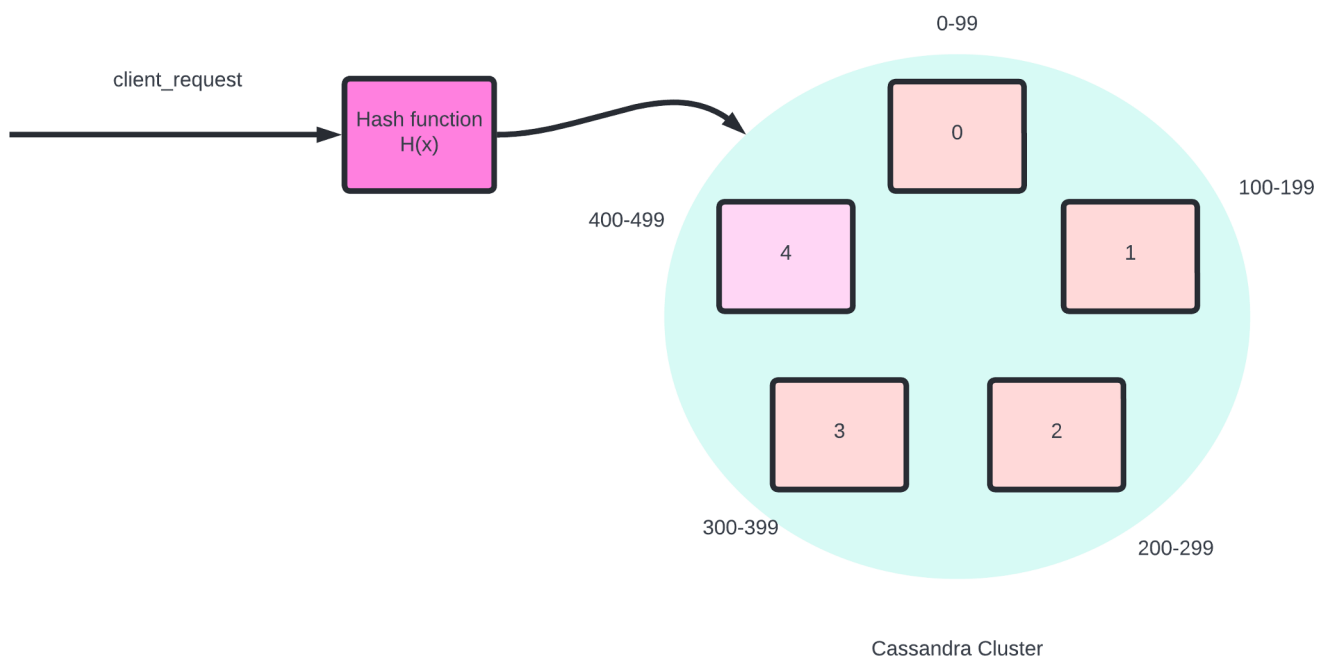 0-99
client_request
Hash function
H(x)
0
100-199
400-499
4
1
3
2
300-399
200-299
Cassandra Cluster